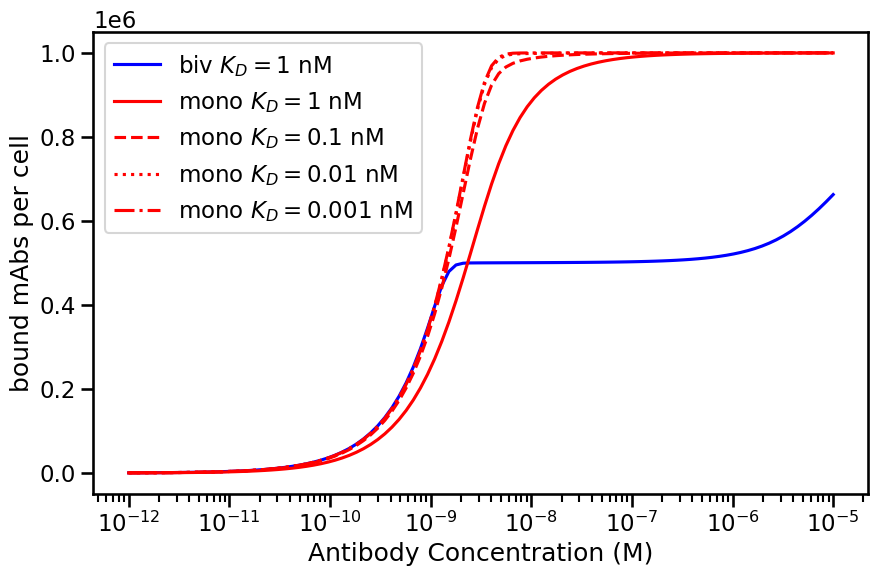 1e6
1.0
0.8
0.6
0.4
0.2
0.0
bound mAbs per cell
biv $K_D = 1$ nM
mono $K_D = 1$ nM
mono $K_D = 0.1$ nM
mono $K_D = 0.01$ nM
mono $K_D = 0.001$ nM
$10^{-12}$ $10^{-11}$ $10^{-10}$ $10^{-9}$ $10^{-8}$ $10^{-7}$ $10^{-6}$ $10^{-5}$
Antibody Concentration (M)